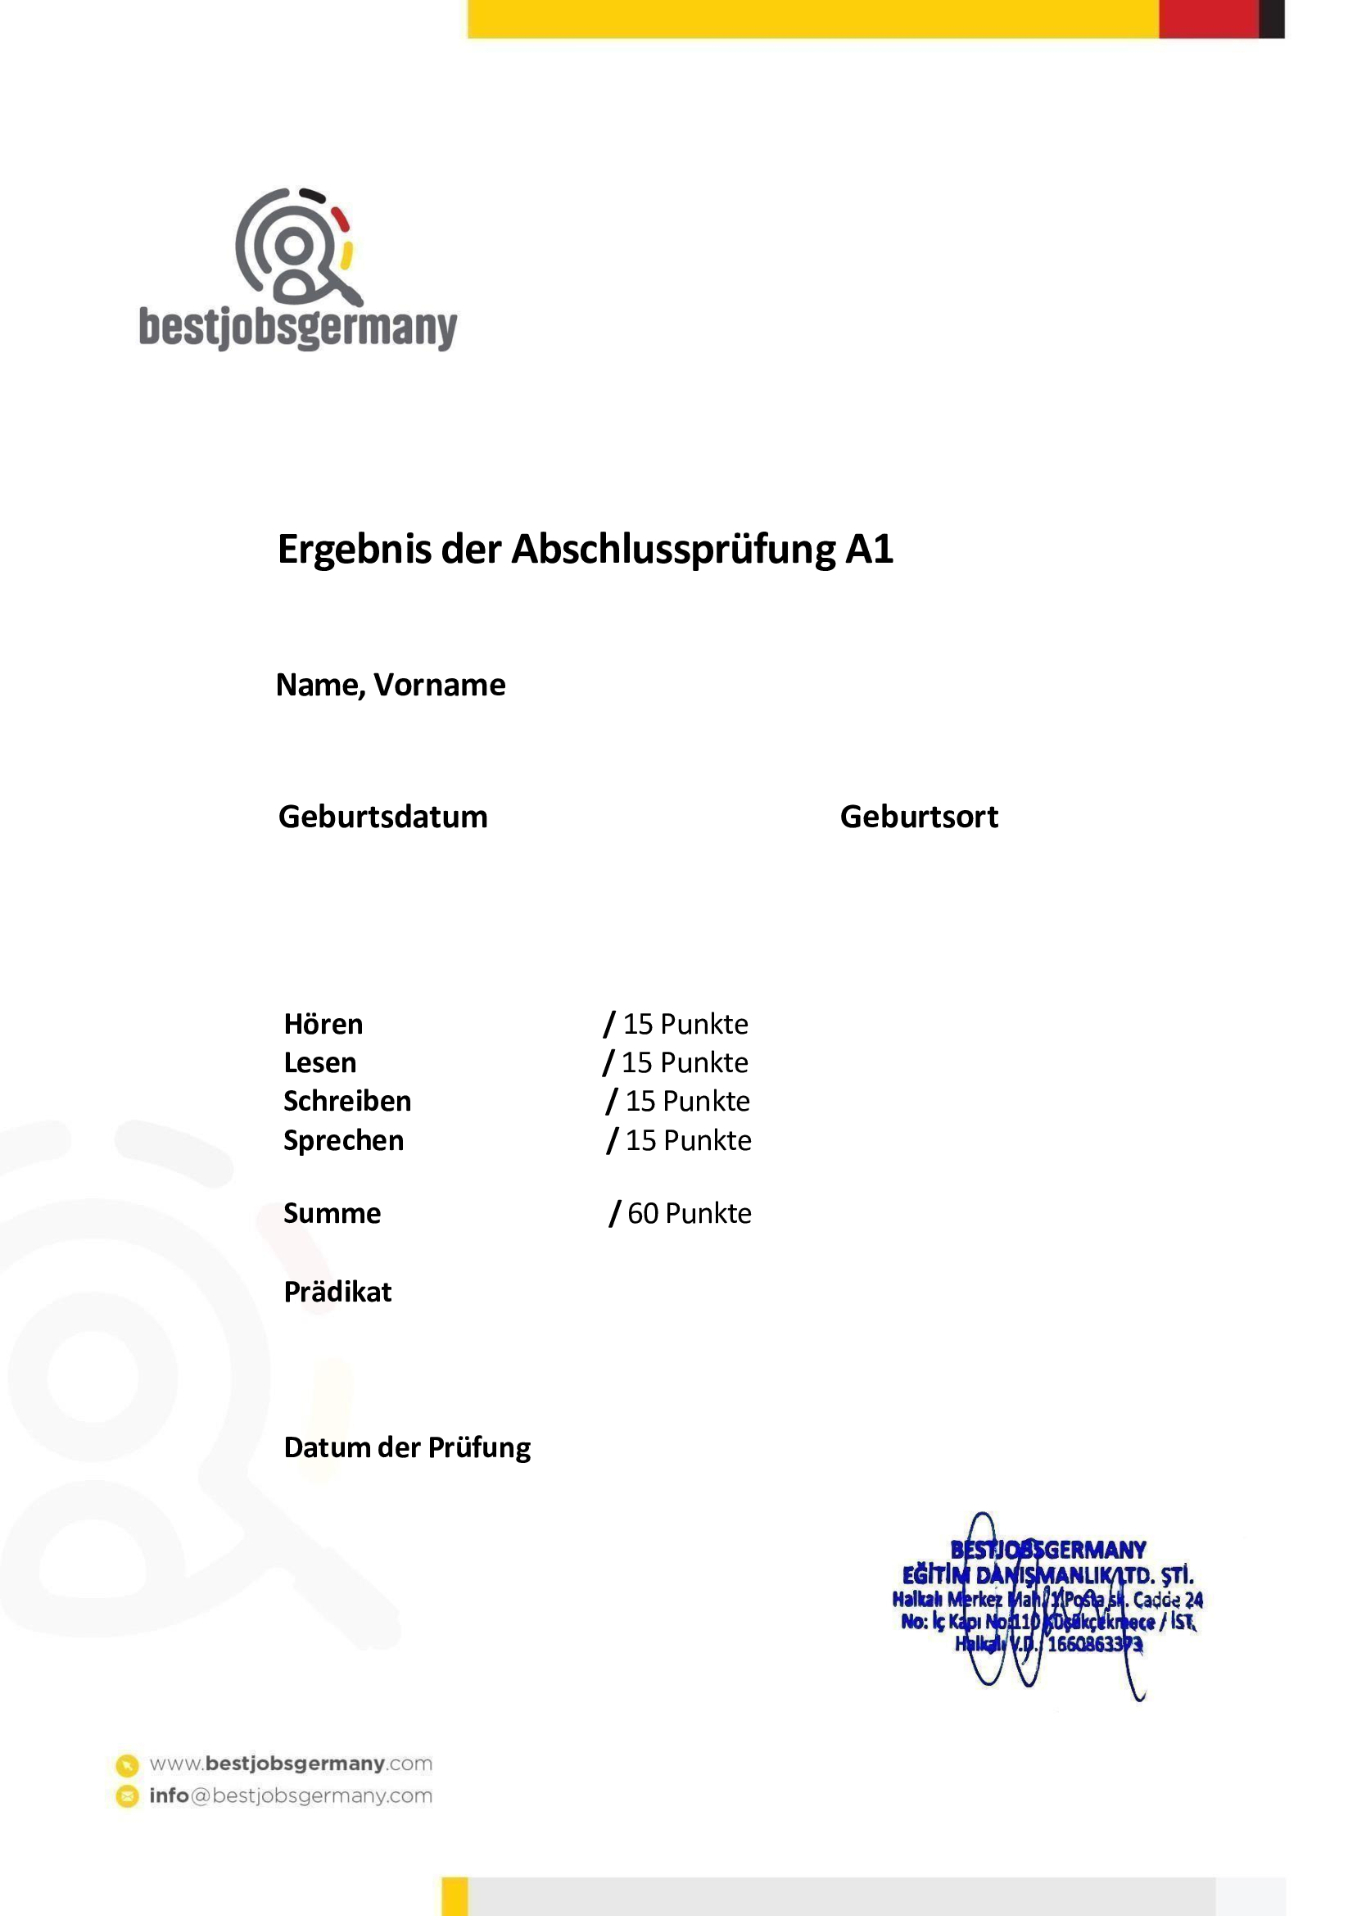 bestjobsgermany
Ergebnis der Abschlussprüfung A1
Name, Vorname
Geburtsdatum Geburtsort
Hören / 15 Punkte
Lesen / 15 Punkte
Schreiben / 15 Punkte
Sprechen / 15 Punkte
Summe / 60 Punkte
Prädikat
Datum der Prüfung
BESTJOBSGERMANY
EĞİTİM DANIŞMANLIK LTD. ŞTİ.
Halkalı Merkez Mah. 1.Posta sk. Cadde 24
No: İç Kapı No:110 Küçükçekmece / İST.
Halkalı V.D.: 1660863373
www.bestjobsgermany.com
info@bestjobsgermany.com